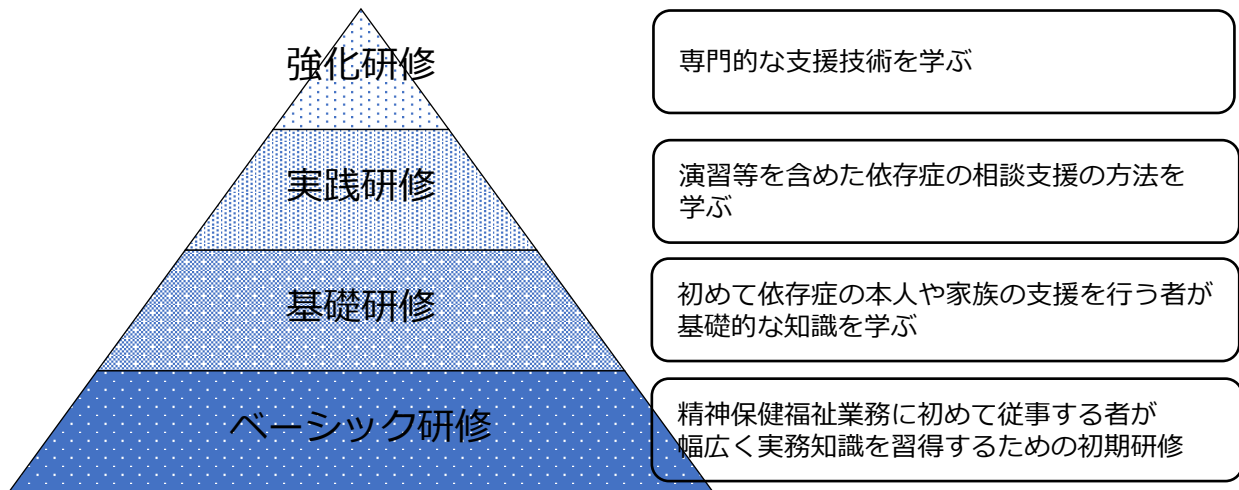 強化研修
専門的な支援技術を学ぶ
実践研修
演習等を含めた依存症の相談支援の方法を
学ぶ
基礎研修
初めて依存症の本人や家族の支援を行う者が
基礎的な知識を学ぶ
ベーシック研修
精神保健福祉業務に初めて従事する者が
幅広く実務知識を習得するための初期研修